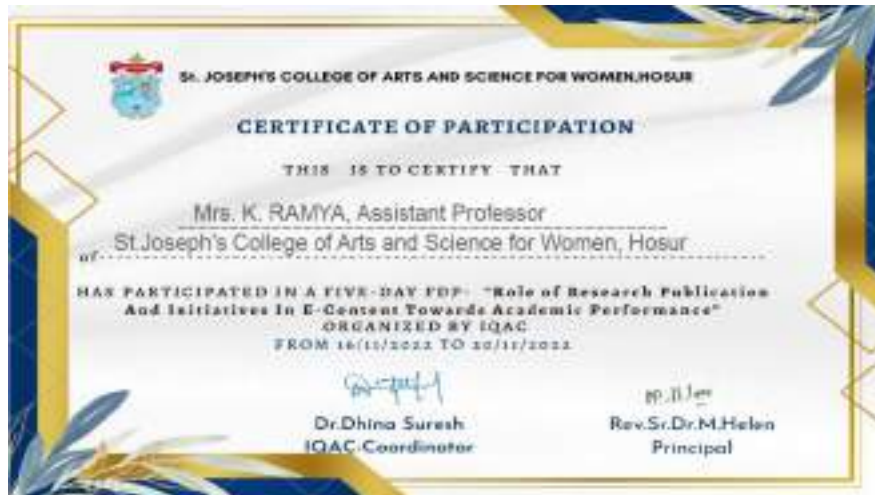 St. JOSEPH'S COLLEGE OF ARTS AND SCIENCE FOR WOMEN,HOSUR
CERTIFICATE OF PARTICIPATION
THIS IS TO CERTIFY THAT
Mrs. K. RAMYA, Assistant Professor
of St.Joseph's College of Arts and Science for Women, Hosur
HAS PARTICIPATED IN A FIVE-DAY FDP: "Role of Research Publication
And Initiatives In E-Content Towards Academic Performance"
ORGANIZED BY IQAC
FROM 16/11/2022 TO 20/11/2022
Dr.Dhina Suresh Rev.Sr.Dr.M.Helen
IQAC-Coordinator Principal